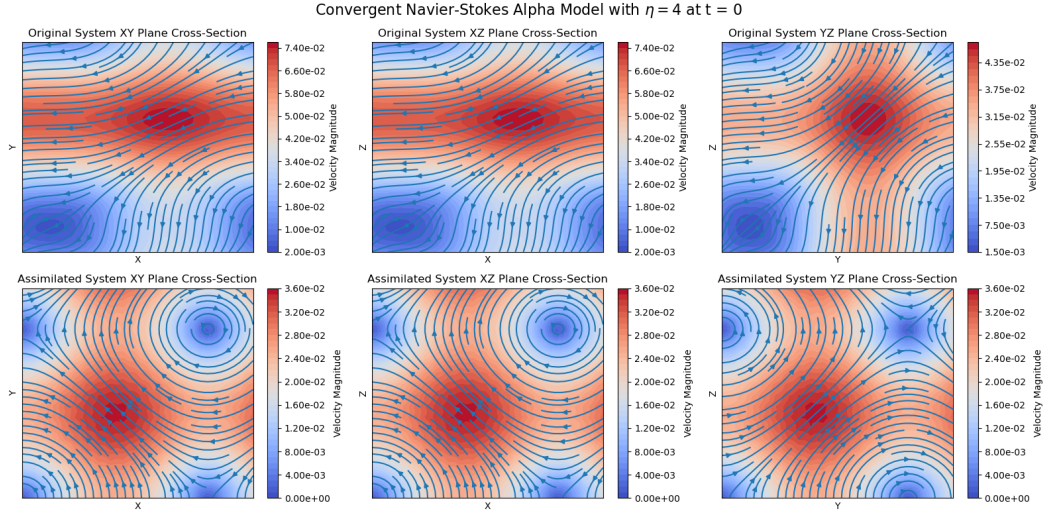 Convergent Navier-Stokes Alpha Model with η = 4 at t = 0
Original System XY Plane Cross-Section
Y
X
7.40e-02
6.60e-02
5.80e-02
5.00e-02
4.20e-02
3.40e-02
2.60e-02
1.80e-02
1.00e-02
2.00e-03
Velocity Magnitude
Original System XZ Plane Cross-Section
Z
X
7.40e-02
6.60e-02
5.80e-02
5.00e-02
4.20e-02
3.40e-02
2.60e-02
1.80e-02
1.00e-02
2.00e-03
Velocity Magnitude
Original System YZ Plane Cross-Section
Z
Y
4.35e-02
3.75e-02
3.15e-02
2.55e-02
1.95e-02
1.35e-02
7.50e-03
1.50e-03
Velocity Magnitude
Assimilated System XY Plane Cross-Section
Y
X
3.60e-02
3.20e-02
2.80e-02
2.40e-02
2.00e-02
1.60e-02
1.20e-02
8.00e-03
4.00e-03
0.00e+00
Velocity Magnitude
Assimilated System XZ Plane Cross-Section
Z
X
3.60e-02
3.20e-02
2.80e-02
2.40e-02
2.00e-02
1.60e-02
1.20e-02
8.00e-03
4.00e-03
0.00e+00
Velocity Magnitude
Assimilated System YZ Plane Cross-Section
Z
Y
3.60e-02
3.20e-02
2.80e-02
2.40e-02
2.00e-02
1.60e-02
1.20e-02
8.00e-03
4.00e-03
0.00e+00
Velocity Magnitude